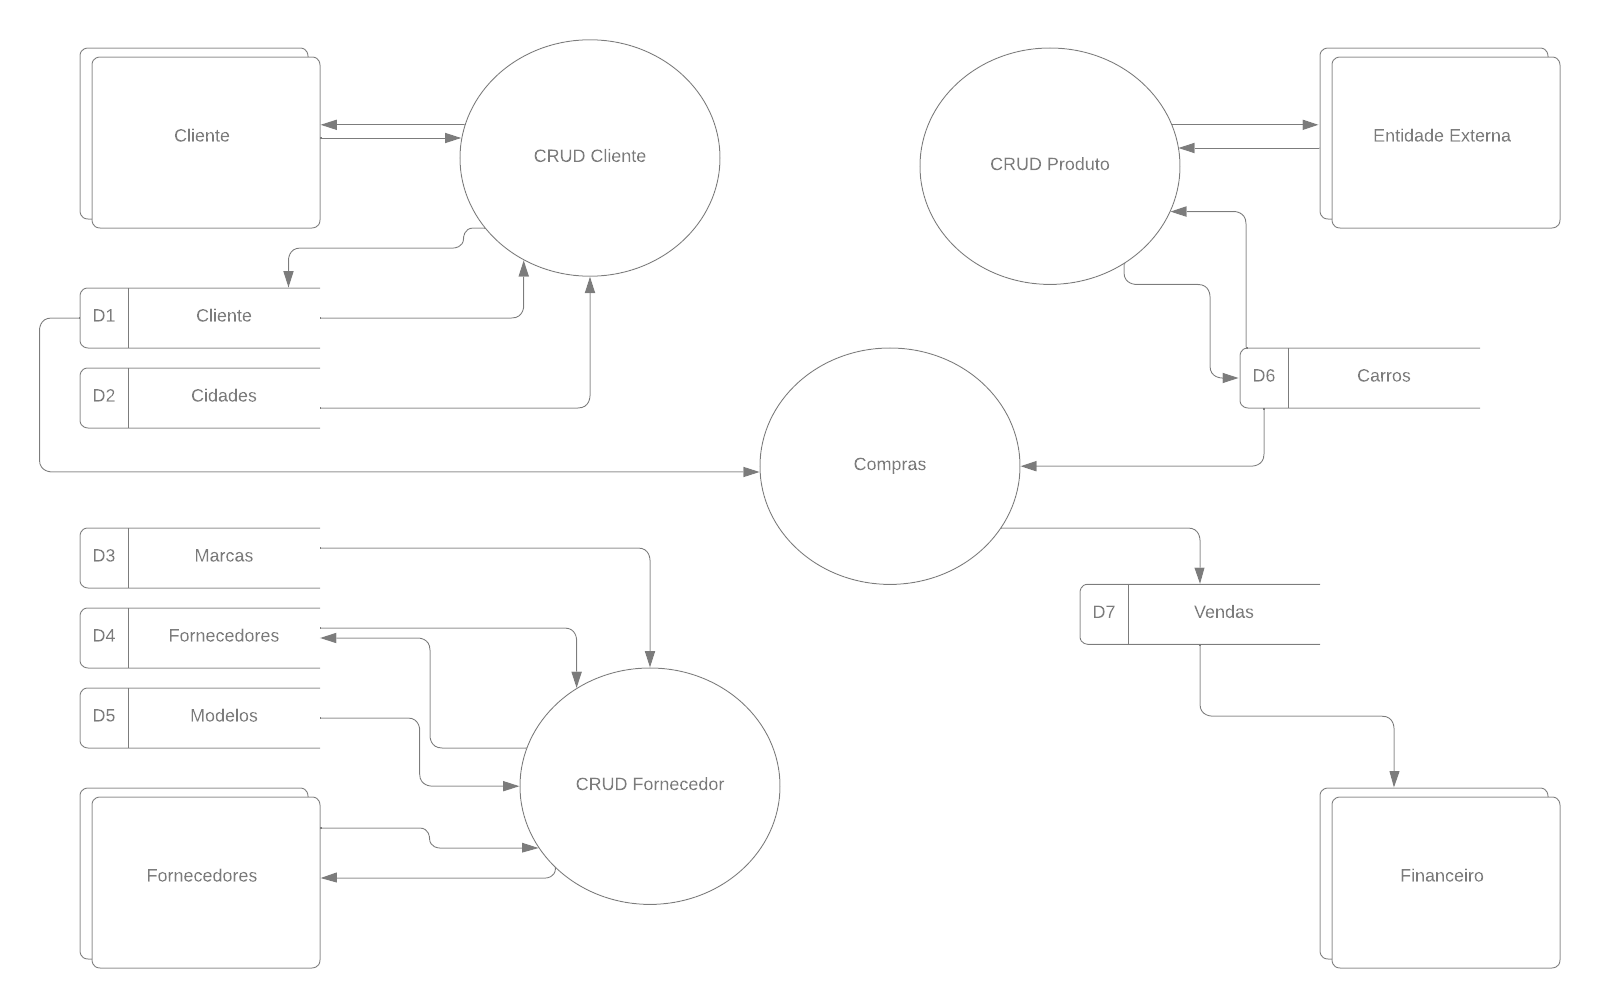 Cliente
CRUD Cliente
CRUD Produto
Entidade Externa
D1 Cliente
D2 Cidades
D6 Carros
Compras
D3 Marcas
D4 Fornecedores
D5 Modelos
D7 Vendas
CRUD Fornecedor
Fornecedores
Financeiro